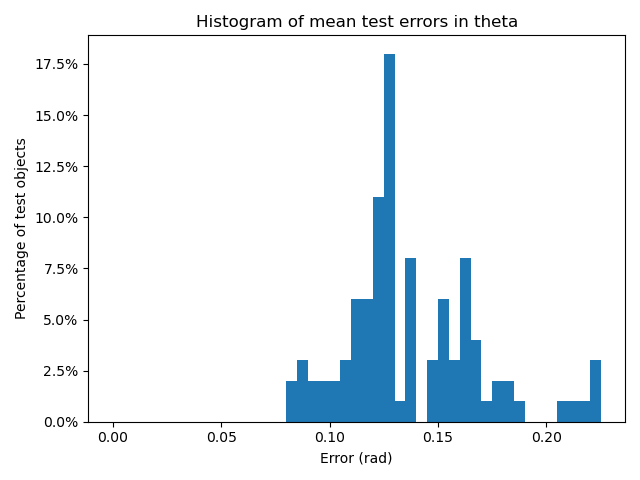 Histogram of mean test errors in theta
17.5%
15.0%
12.5%
10.0%
7.5%
5.0%
2.5%
0.0%
Percentage of test objects
0.00 0.05 0.10 0.15 0.20
Error (rad)